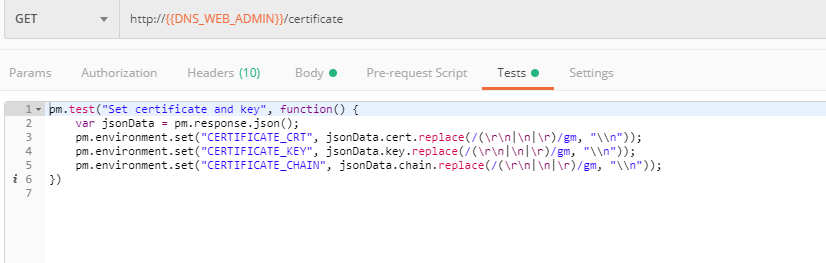 GET http://{{DNS_WEB_ADMIN}}/certificate
Params Authorization Headers (10) Body Pre-request Script Tests Settings
1 pm.test("Set certificate and key", function() {
2 var jsonData = pm.response.json();
3 pm.environment.set("CERTIFICATE_CRT", jsonData.cert.replace(/(\r\n|\n|\r)/gm, "\\n"));
4 pm.environment.set("CERTIFICATE_KEY", jsonData.key.replace(/(\r\n|\n|\r)/gm, "\\n"));
5 pm.environment.set("CERTIFICATE_CHAIN", jsonData.chain.replace(/(\r\n|\n|\r)/gm, "\\n"));
i 6 })
7